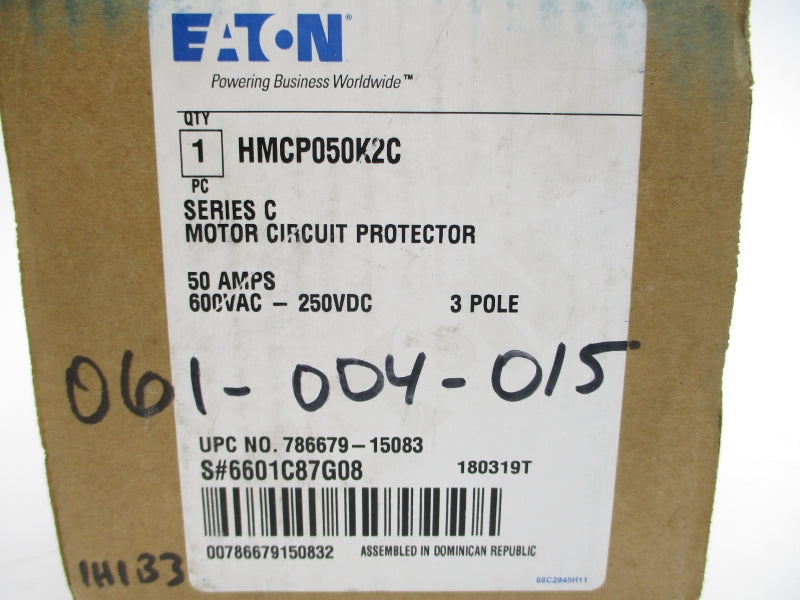 EATON®
Powering Business Worldwide™
QTY
1 HMCP050K2C
PC
SERIES C
MOTOR CIRCUIT PROTECTOR
50 AMPS
600VAC – 250VDC 3 POLE
061-004-015
UPC NO. 786679-15083
S#6601C87G08 180319T
00786679150832 ASSEMBLED IN DOMINICAN REPUBLIC
1H133
68C2945H11